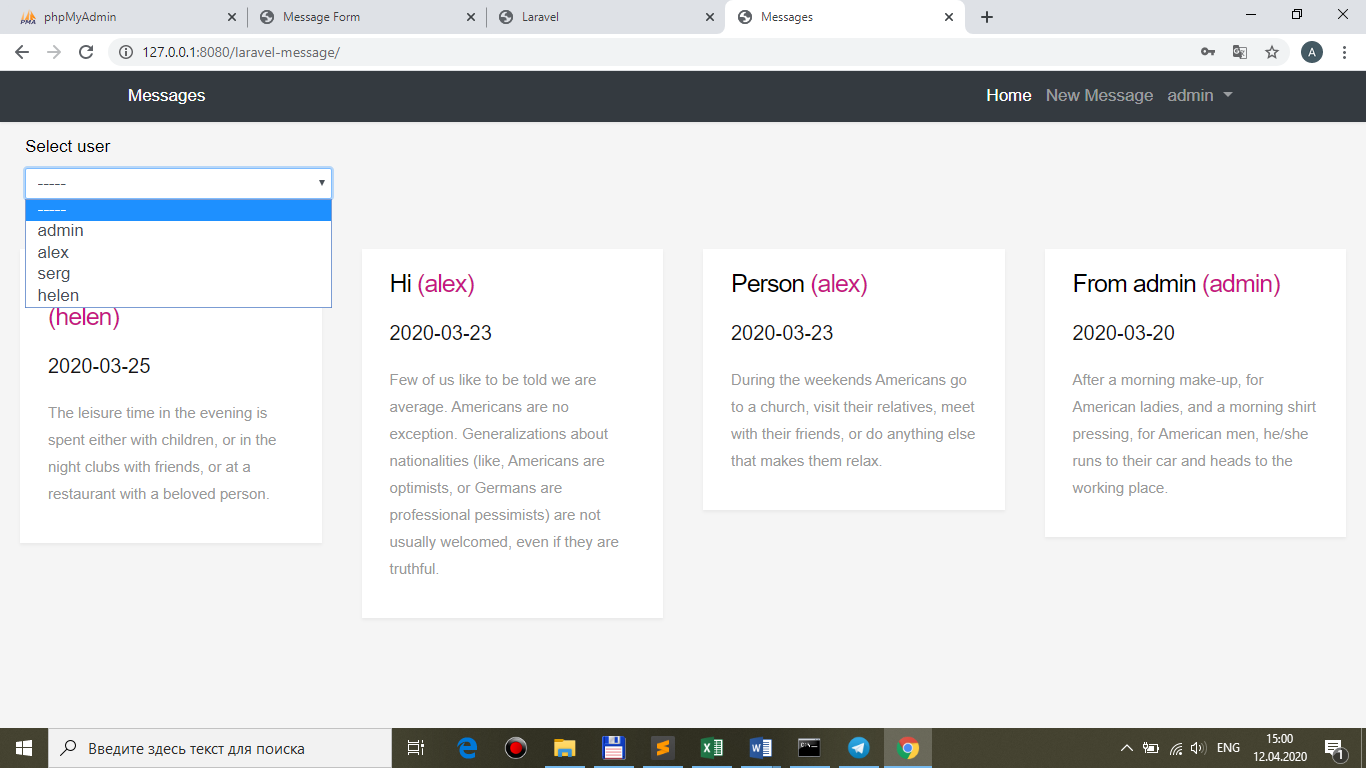 phpMyAdmin
Message Form
Laravel
Messages
127.0.0.1:8080/laravel-message/
A
Messages
Home
New Message
admin
Select user
-----
-----
admin
alex
serg
helen
(helen)
2020-03-25
The leisure time in the evening is
spent either with children, or in the
night clubs with friends, or at a
restaurant with a beloved person.
Hi (alex)
2020-03-23
Few of us like to be told we are
average. Americans are no
exception. Generalizations about
nationalities (like, Americans are
optimists, or Germans are
professional pessimists) are not
usually welcomed, even if they are
truthful.
Person (alex)
2020-03-23
During the weekends Americans go
to a church, visit their relatives, meet
with their friends, or do anything else
that makes them relax.
From admin (admin)
2020-03-20
After a morning make-up, for
American ladies, and a morning shirt
pressing, for American men, he/she
runs to their car and heads to the
working place.
Введите здесь текст для поиска
ENG
15:00
12.04.2020
1